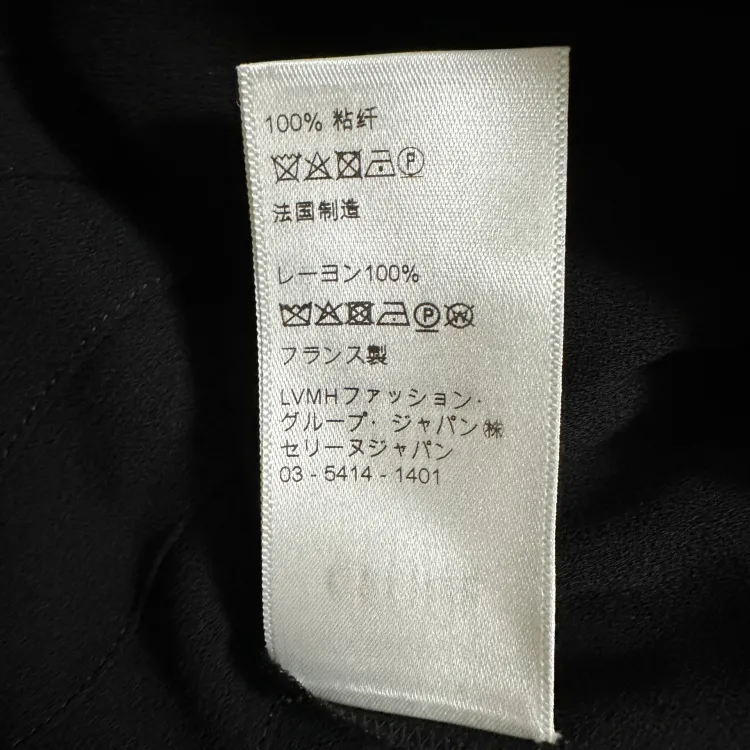 100% 粘纤
法国制造
レーヨン100%
フランス製
LVMHファッション・
グループ・ジャパン㈱
セリーヌジャパン
03 - 5414 - 1401